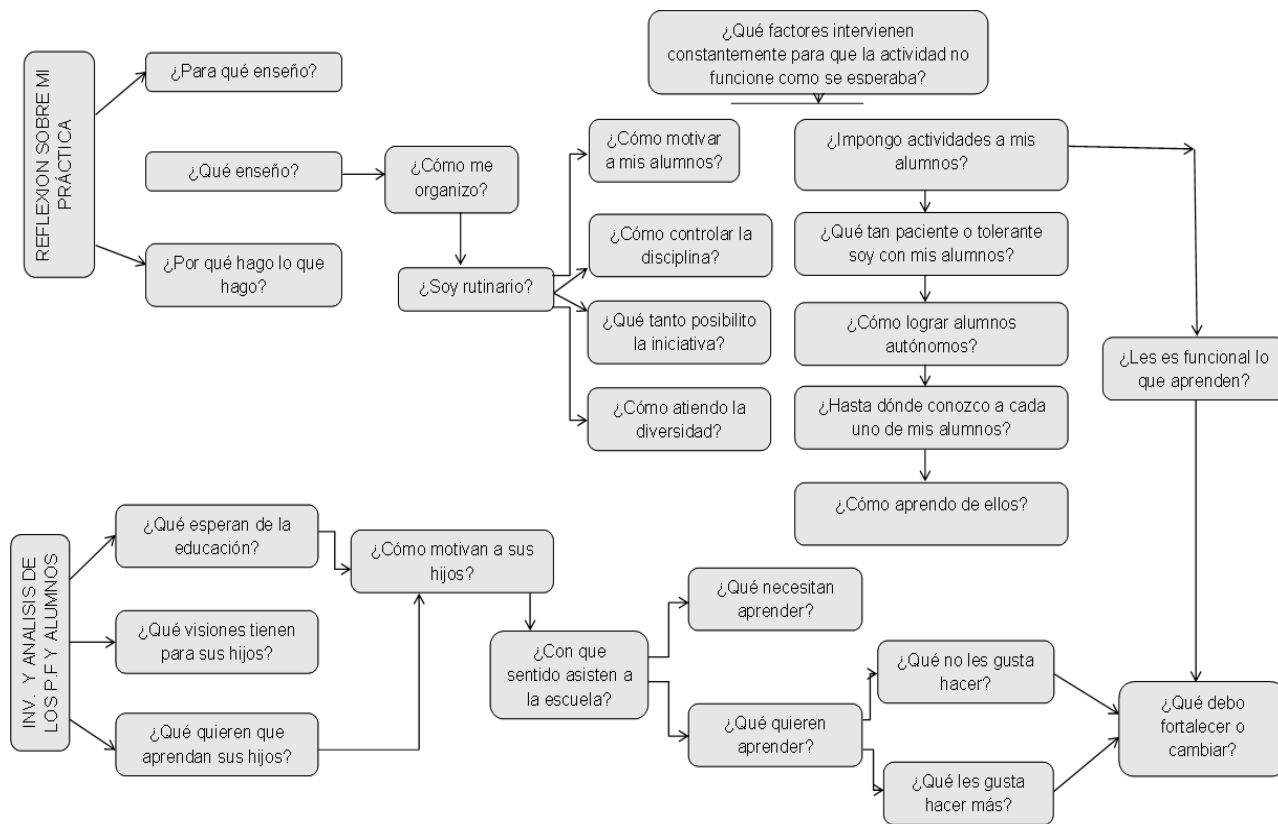 REFLEXION SOBRE MI
PRÁCTICA
¿Para qué enseño?
¿Qué enseño?
¿Por qué hago lo que
hago?
¿Cómo me
organizo?
¿Soy rutinario?
¿Qué factores intervienen
constantemente para que la actividad no
funcione como se esperaba?
¿Cómo motivar
a mis alumnos?
¿Cómo controlar la
disciplina?
¿Qué tanto posibilito
la iniciativa?
¿Cómo atiendo la
diversidad?
¿Impongo actividades a mis
alumnos?
¿Qué tan paciente o tolerante
soy con mis alumnos?
¿Cómo lograr alumnos
autónomos?
¿Hasta dónde conozco a cada
uno de mis alumnos?
¿Cómo aprendo de ellos?
¿Les es funcional lo
que aprenden?
INV. Y ANALISIS DE
LOS P.F Y ALUMNOS
¿Qué esperan de la
educación?
¿Qué visiones tienen
para sus hijos?
¿Qué quieren que
aprendan sus hijos?
¿Cómo motivan a sus
hijos?
¿Con que
sentido asisten a
la escuela?
¿Qué necesitan
aprender?
¿Qué quieren
aprender?
¿Qué no les gusta
hacer?
¿Qué les gusta
hacer más?
¿Qué debo
fortalecer o
cambiar?